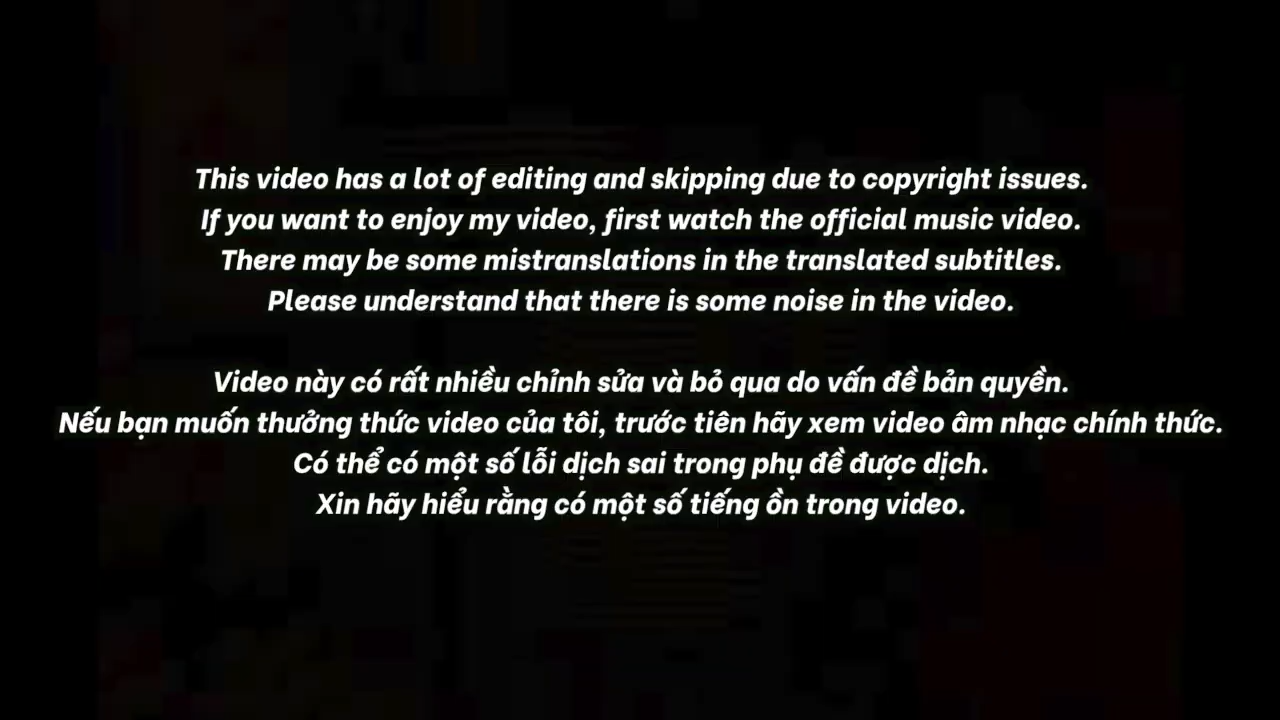 This video has a lot of editing and skipping due to copyright issues.
If you want to enjoy my video, first watch the official music video.
There may be some mistranslations in the translated subtitles.
Please understand that there is some noise in the video.
Video này có rất nhiều chỉnh sửa và bỏ qua do vấn đề bản quyền.
Nếu bạn muốn thưởng thức video của tôi, trước tiên hãy xem video âm nhạc chính thức.
Có thể có một số lỗi dịch sai trong phụ đề được dịch.
Xin hãy hiểu rằng có một số tiếng ồn trong video.